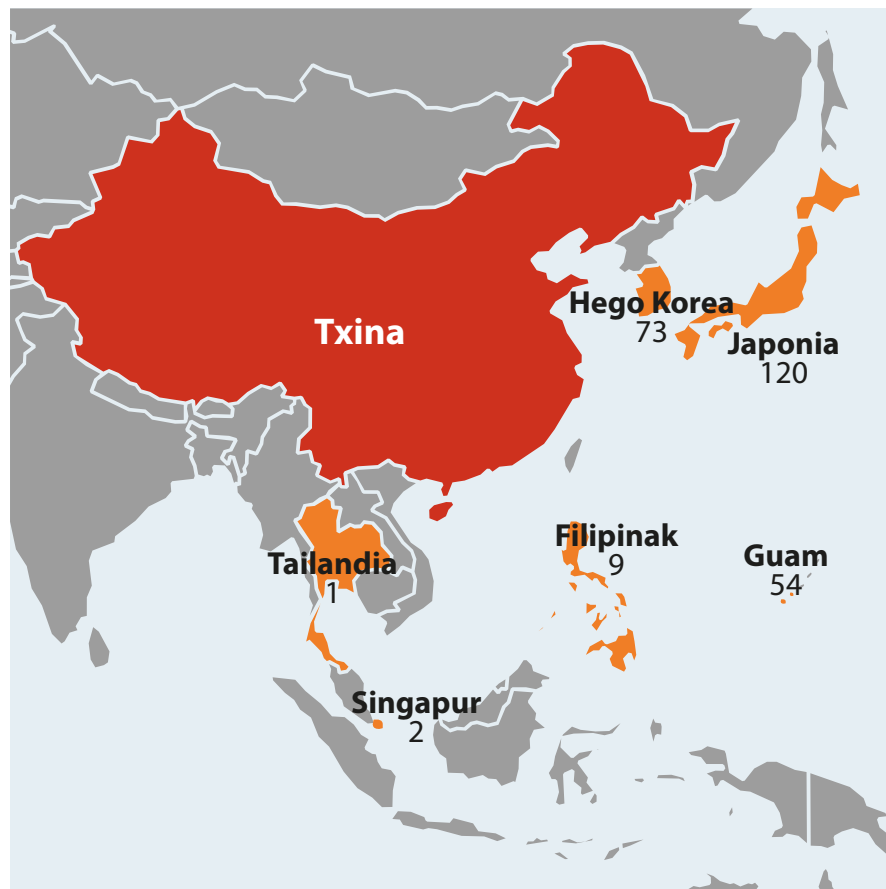 Txina
Hego Korea
73
Japonia
120
Filipinak
9
Guam
54
Tailandia
1
Singapur
2